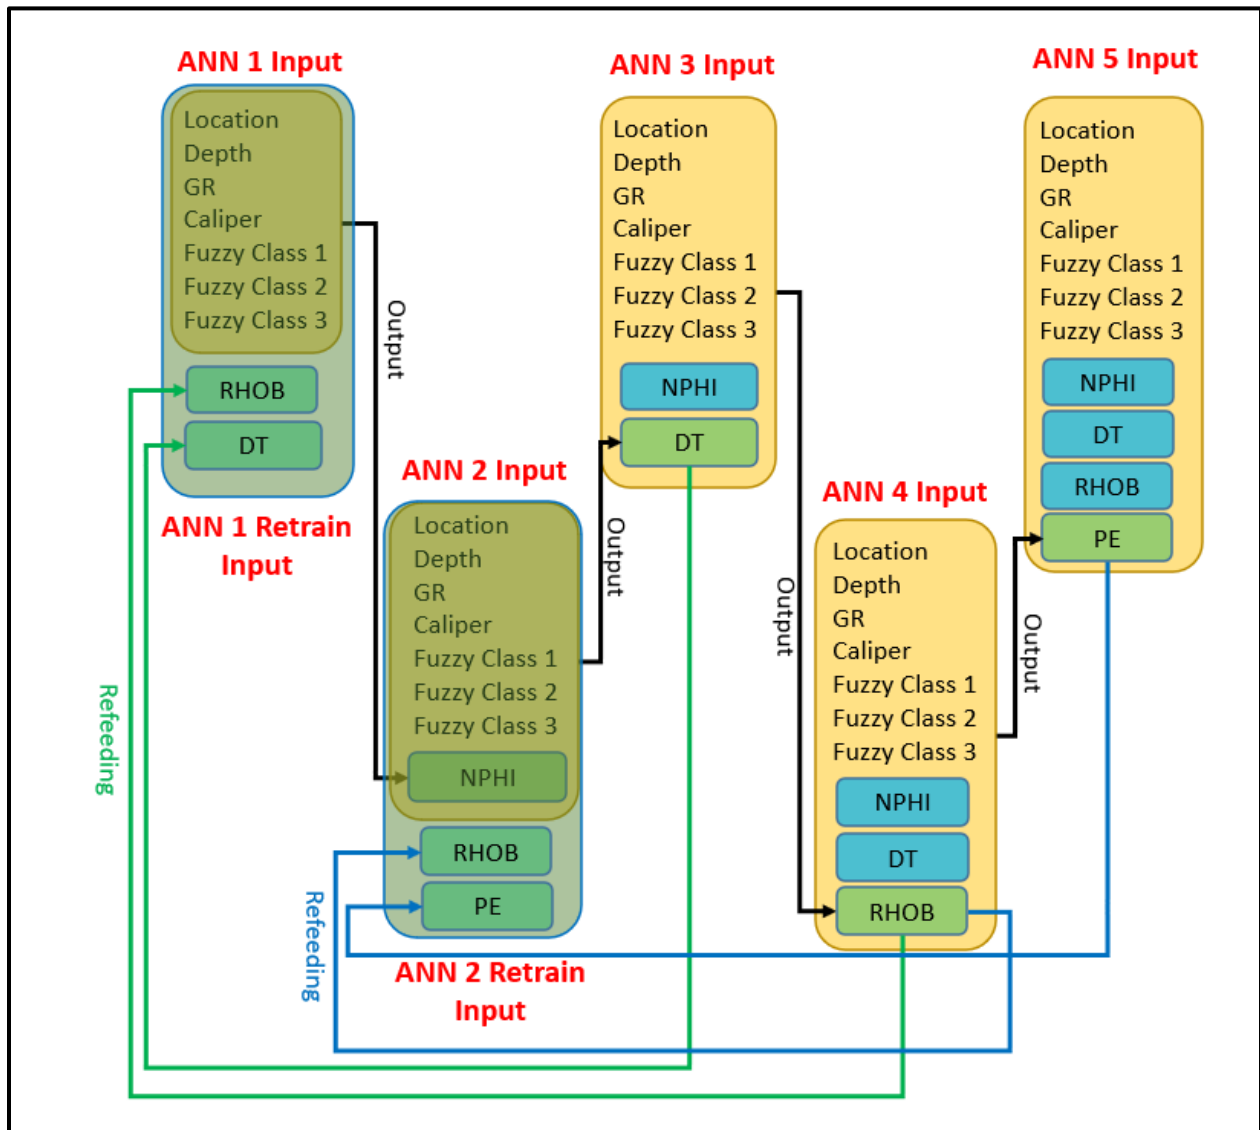 ANN 1 Input
Location
Depth
GR
Caliper
Fuzzy Class 1
Fuzzy Class 2
Fuzzy Class 3
RHOB
DT
ANN 1 Retrain
Input
Output
ANN 2 Input
Location
Depth
GR
Caliper
Fuzzy Class 1
Fuzzy Class 2
Fuzzy Class 3
NPHI
RHOB
PE
ANN 2 Retrain
Input
Output
ANN 3 Input
Location
Depth
GR
Caliper
Fuzzy Class 1
Fuzzy Class 2
Fuzzy Class 3
NPHI
DT
Output
ANN 4 Input
Location
Depth
GR
Caliper
Fuzzy Class 1
Fuzzy Class 2
Fuzzy Class 3
NPHI
DT
RHOB
Output
ANN 5 Input
Location
Depth
GR
Caliper
Fuzzy Class 1
Fuzzy Class 2
Fuzzy Class 3
NPHI
DT
RHOB
PE
Refeeding
Refeeding